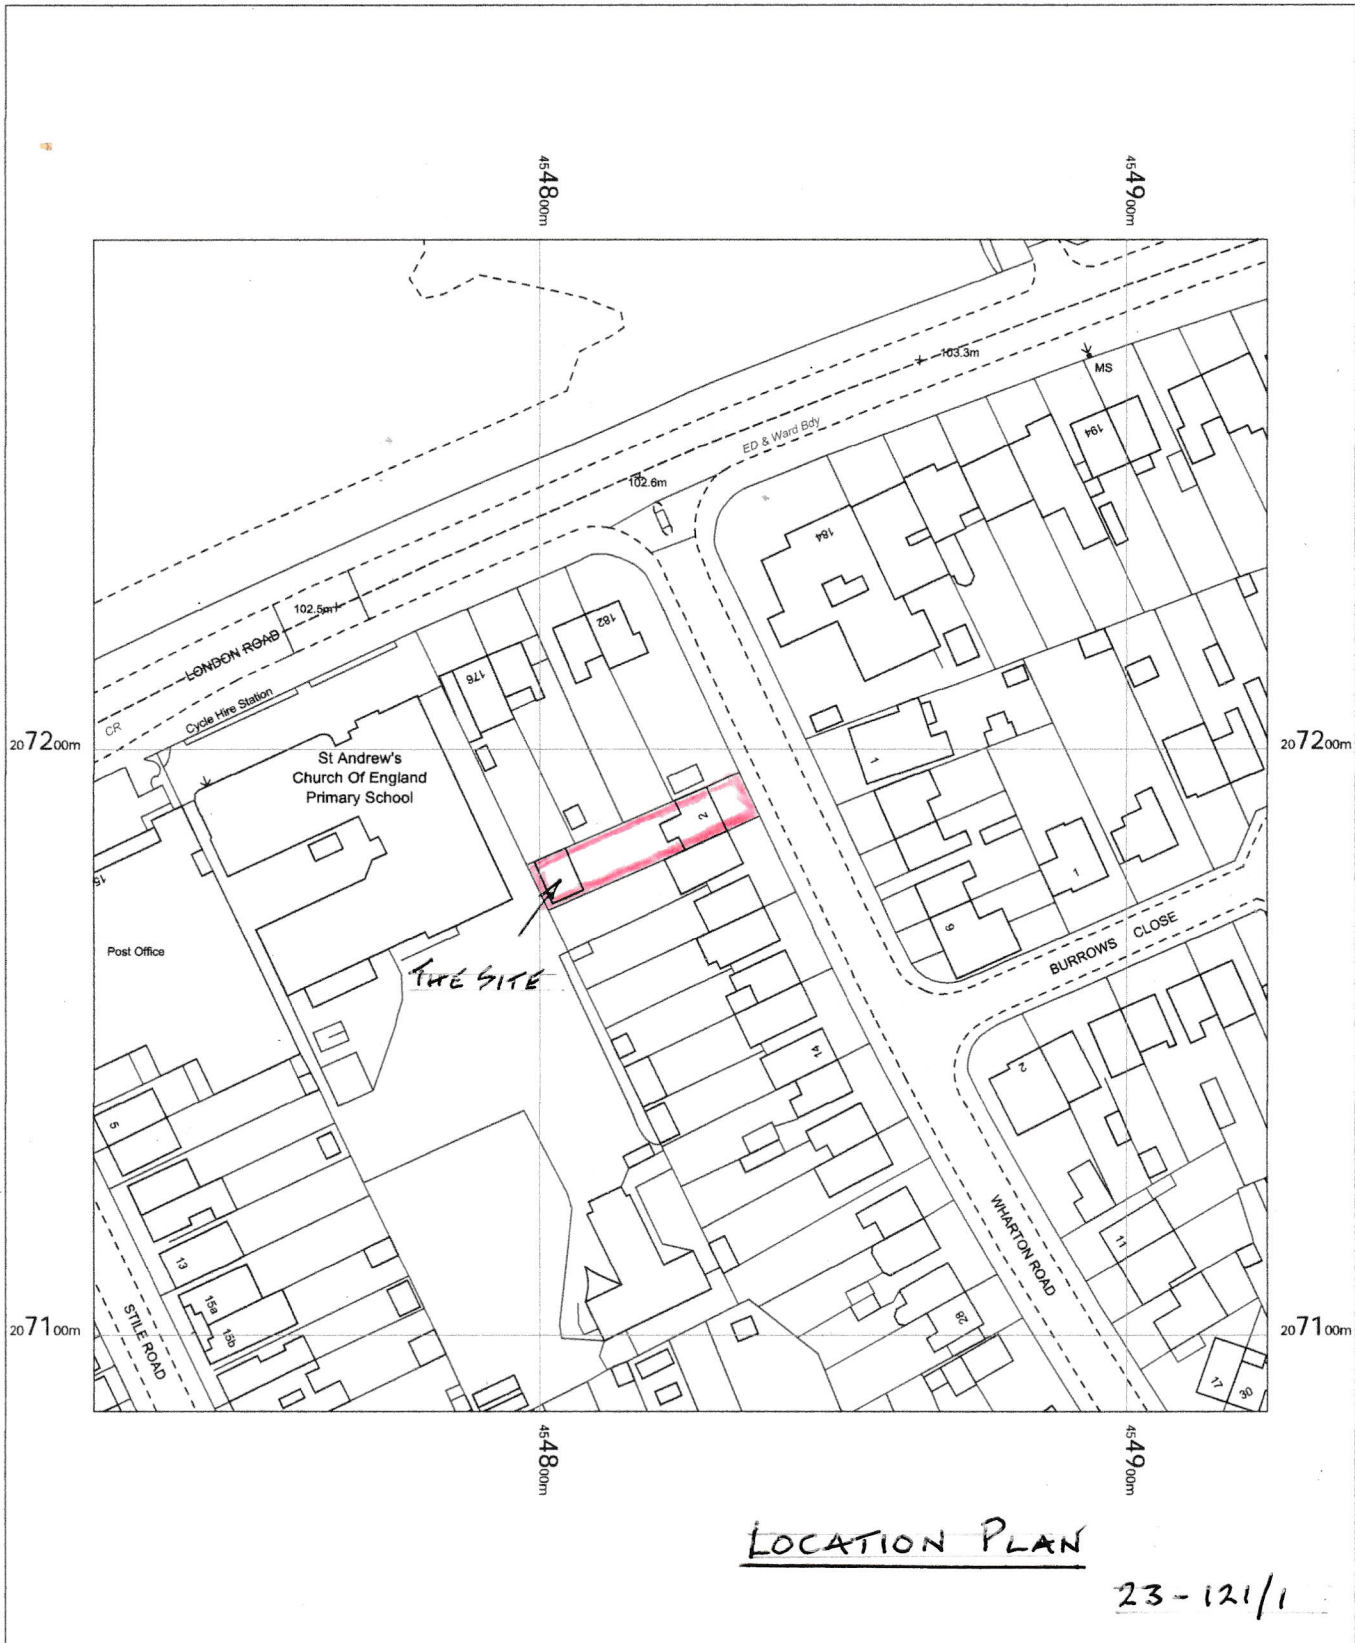 454800m
454900m
103.3m
MS
194
ED & Ward Bdy
102.6m
184
102.5m
182
LONDON ROAD
176
Cycle Hire Station
CR
207200m
207200m
St Andrew's
Church Of England
Primary School
1
2
15
1
6
Post Office
BURROWS CLOSE
THE SITE
14
2
5
WHARTON ROAD
11
13
15a
15b
28
STILE ROAD
207100m
207100m
17
30
454800m
454900m
LOCATION PLAN
23-121/1